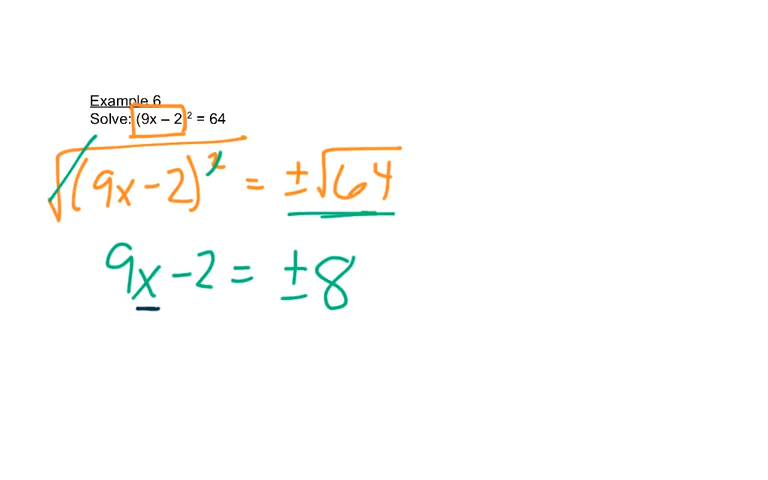 Example 6
Solve: (9x – 2)² = 64
√(9x-2)² = ±√64
9x-2 = ±8